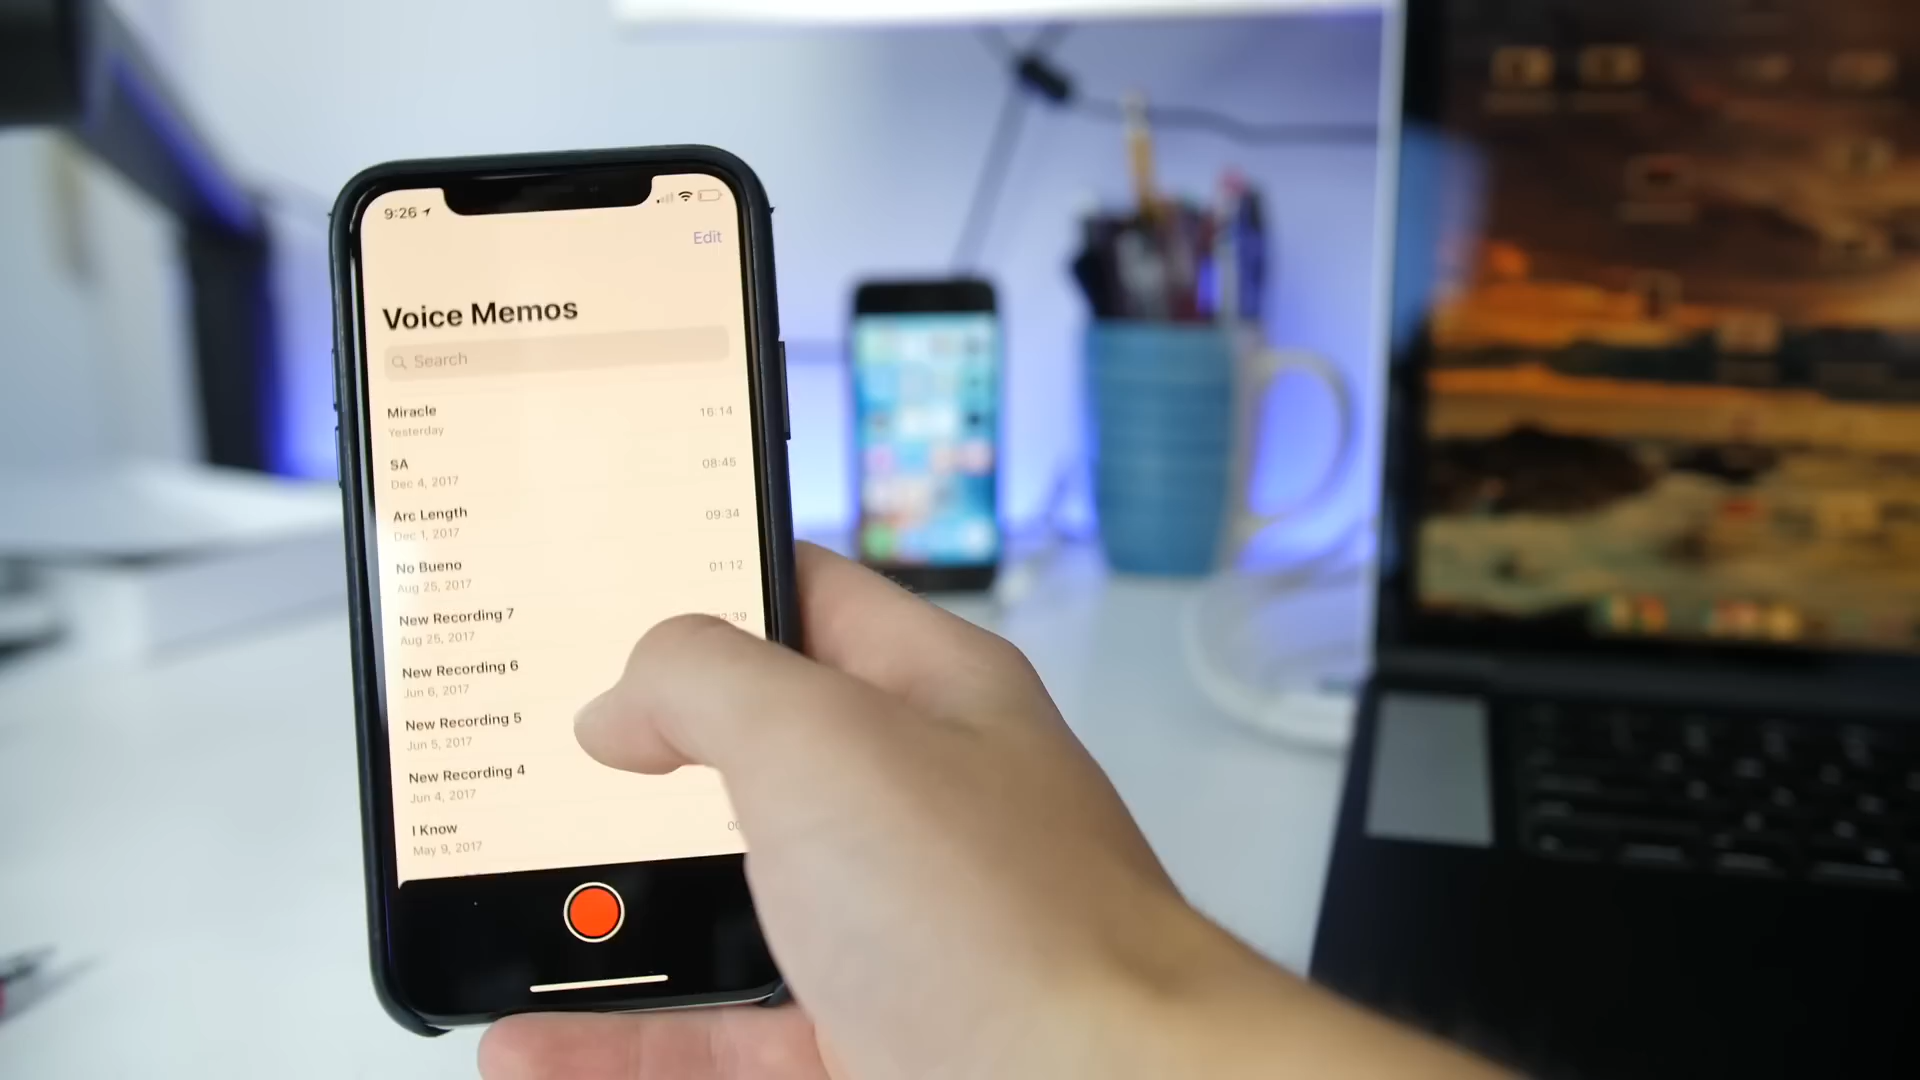 9:26
Edit
Voice Memos
Search
Miracle 16:14
Yesterday
SA 08:45
Dec 4, 2017
Arc Length 09:34
Dec 1, 2017
No Bueno 01:12
Aug 25, 2017
New Recording 7
Aug 25, 2017
New Recording 6
Jun 6, 2017
New Recording 5
Jun 5, 2017
New Recording 4
Jun 4, 2017
I Know
May 9, 2017